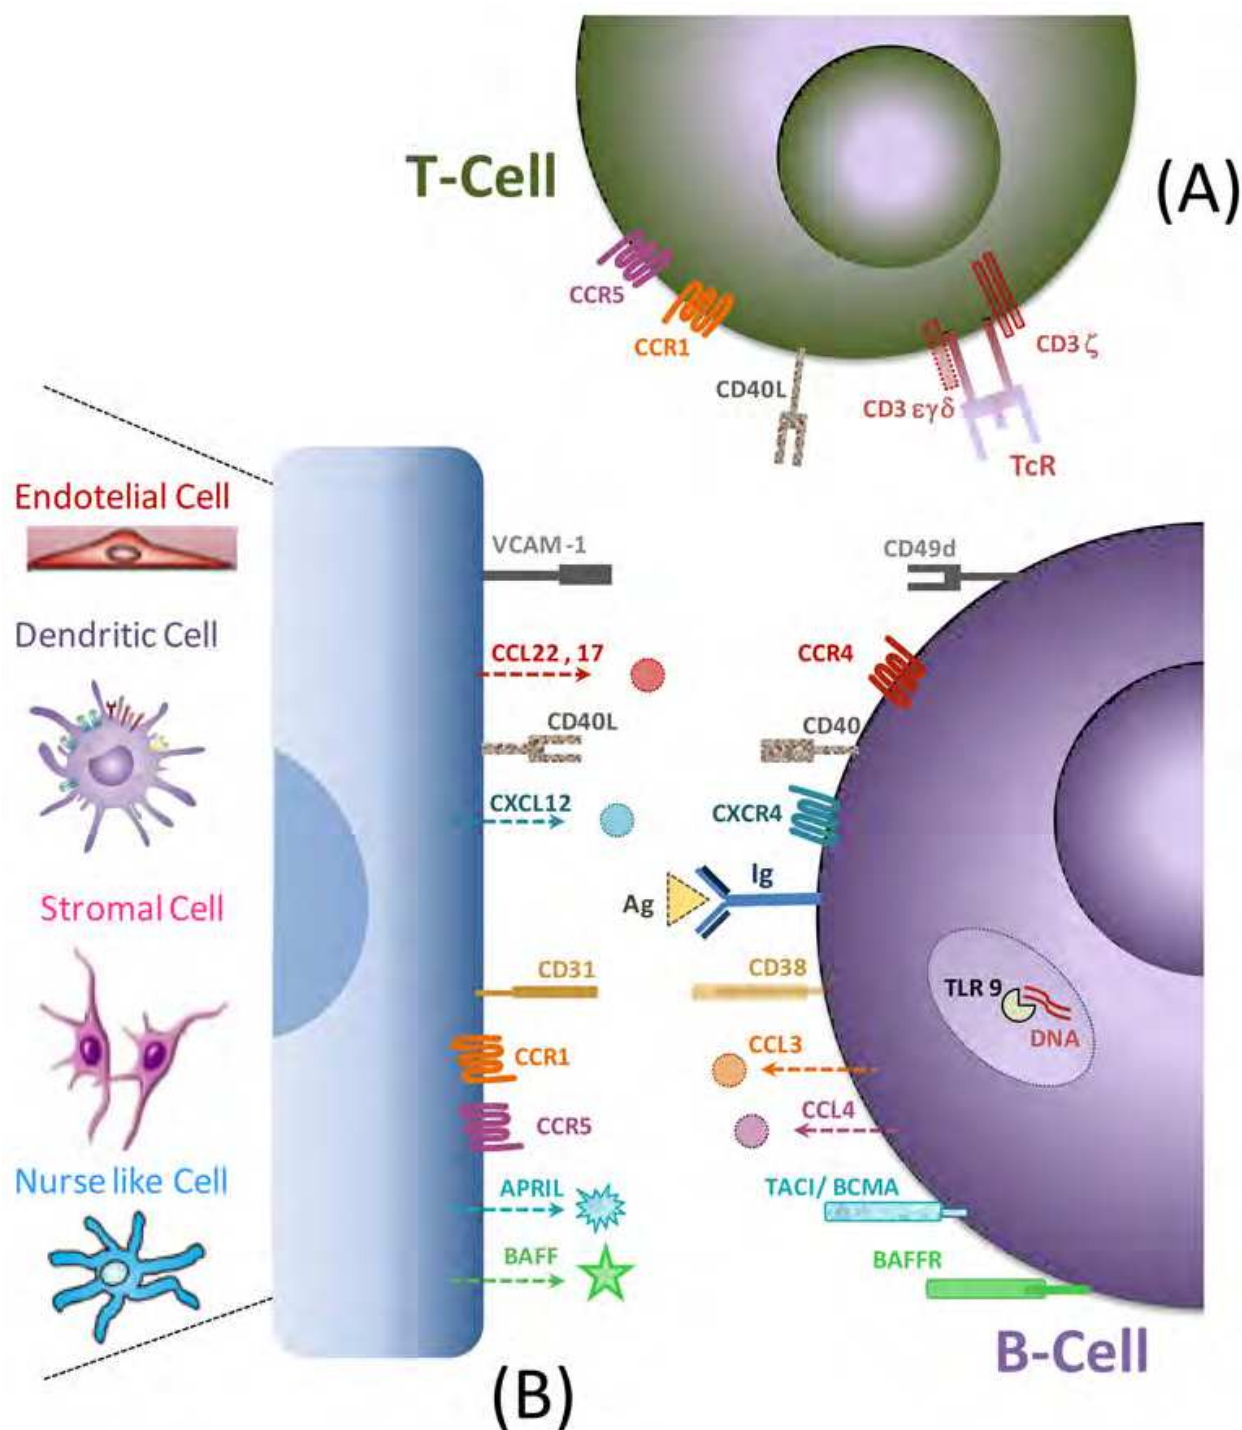 T-Cell
(A)
CCR5
CCR1
CD40L
CD3 εγδ
CD3 ζ
TcR
Endotelial Cell
Dendritic Cell
Stromal Cell
Nurse like Cell
VCAM-1
CCL22, 17
CD40L
CXCL12
CD31
CCR1
CCR5
APRIL
BAFF
CD49d
CCR4
CD40
CXCR4
Ag
Ig
CD38
CCL3
CCL4
TACI/ BCMA
BAFFR
TLR 9
DNA
B-Cell
(B)